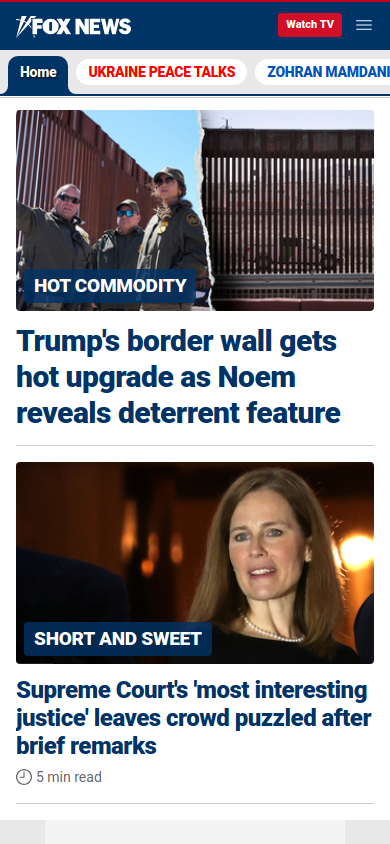 FOX NEWS
Watch TV
Home
UKRAINE PEACE TALKS
ZOHRAN MAMDANI
HOT COMMODITY
Trump's border wall gets
hot upgrade as Noem
reveals deterrent feature
SHORT AND SWEET
Supreme Court's 'most interesting
justice' leaves crowd puzzled after
brief remarks
5 min read